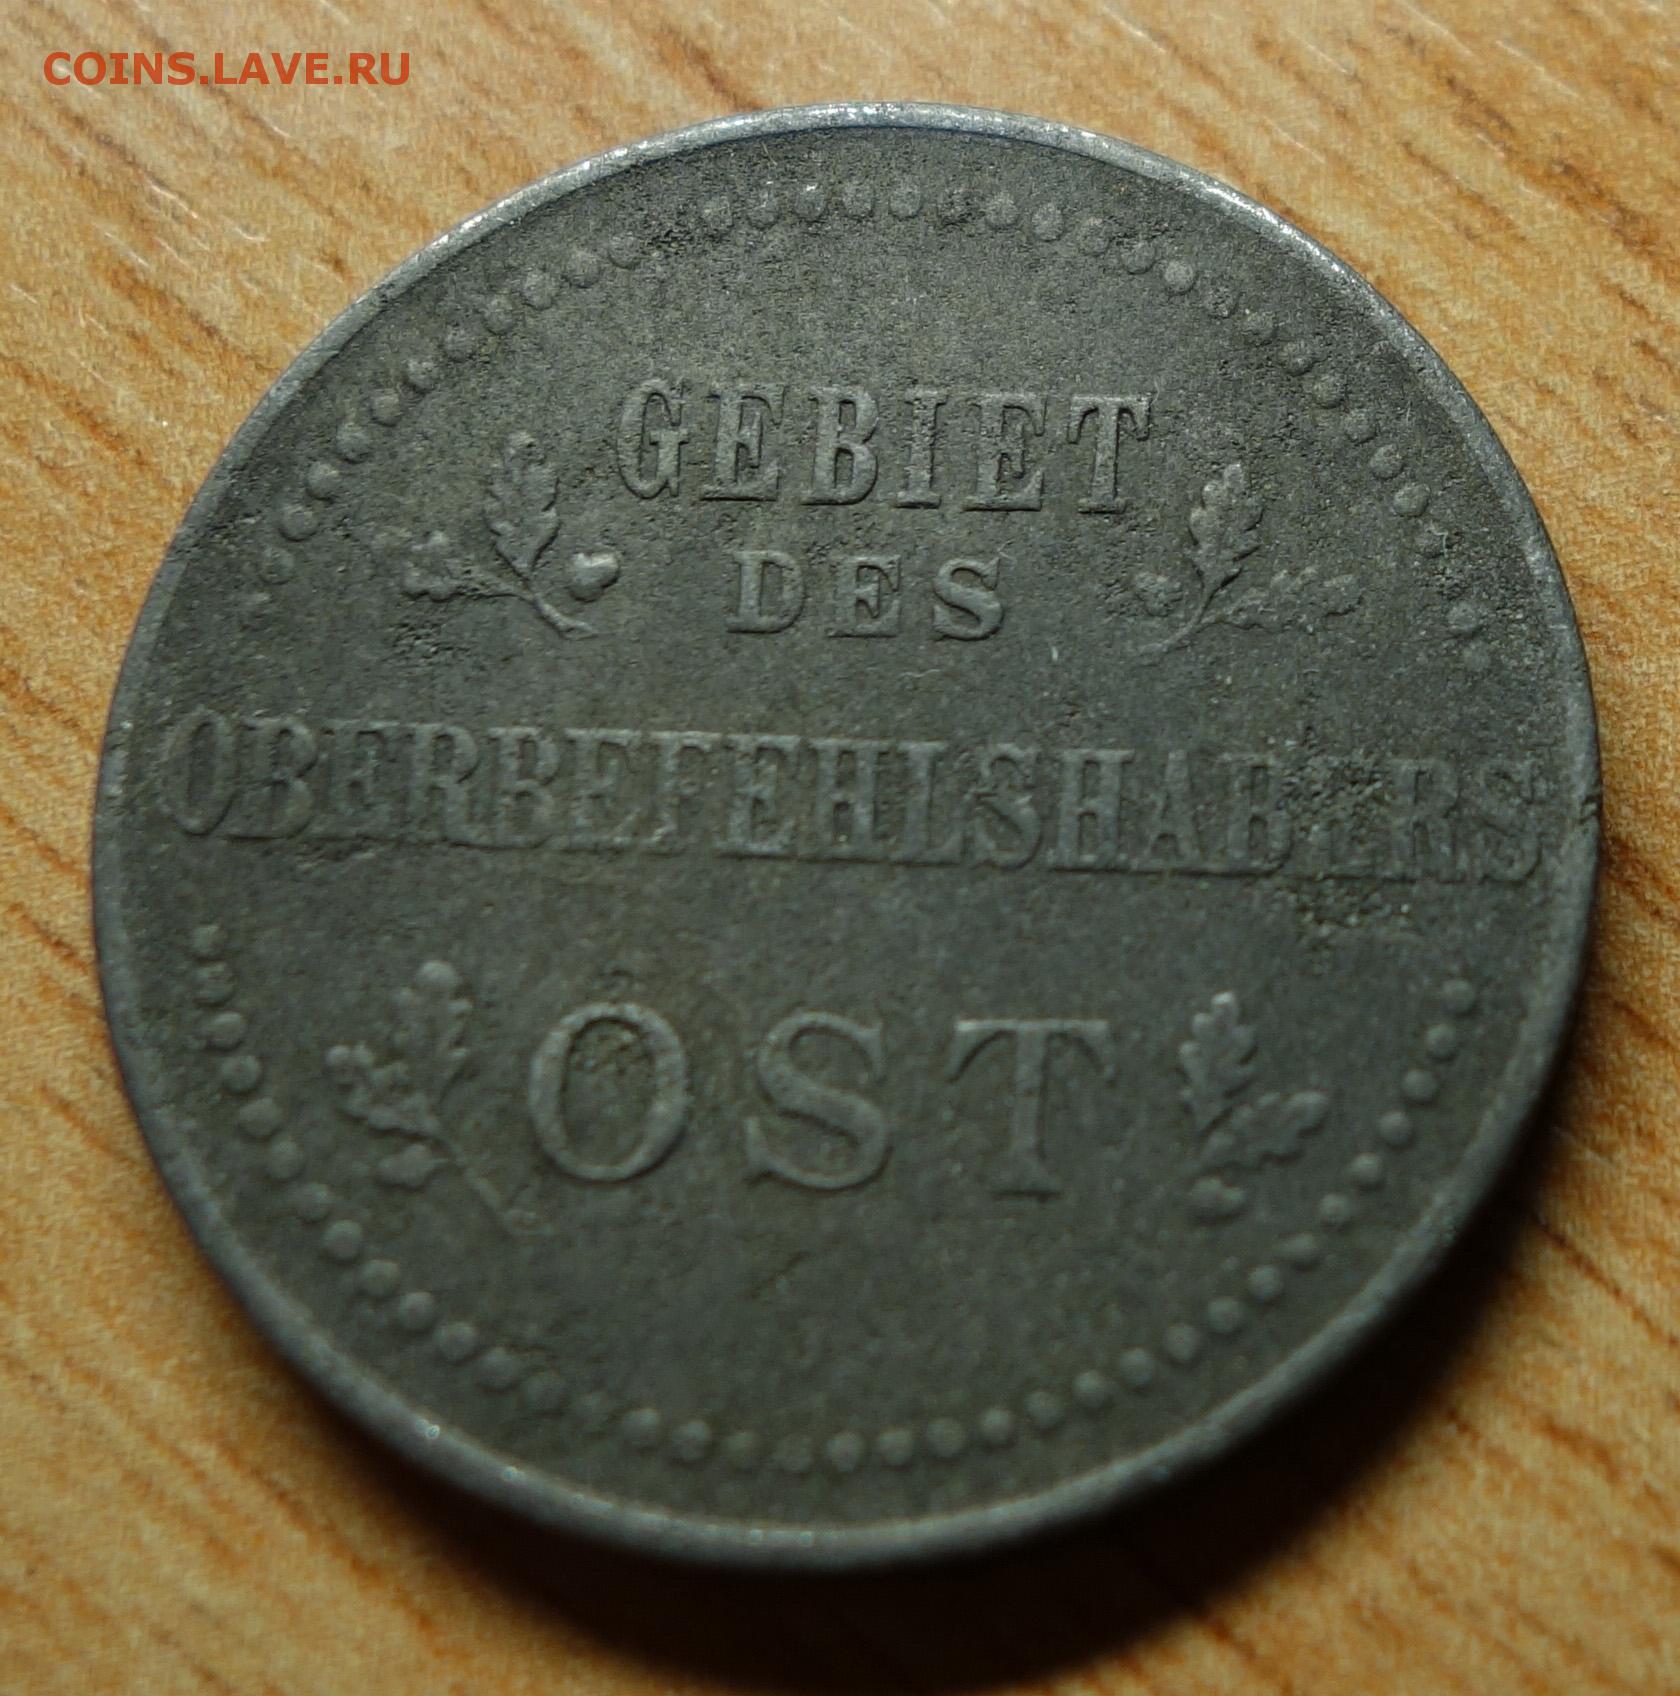 COINS.LAVE.RU
GEBIET
DES
OBERBEFEHLSHABERS
OST